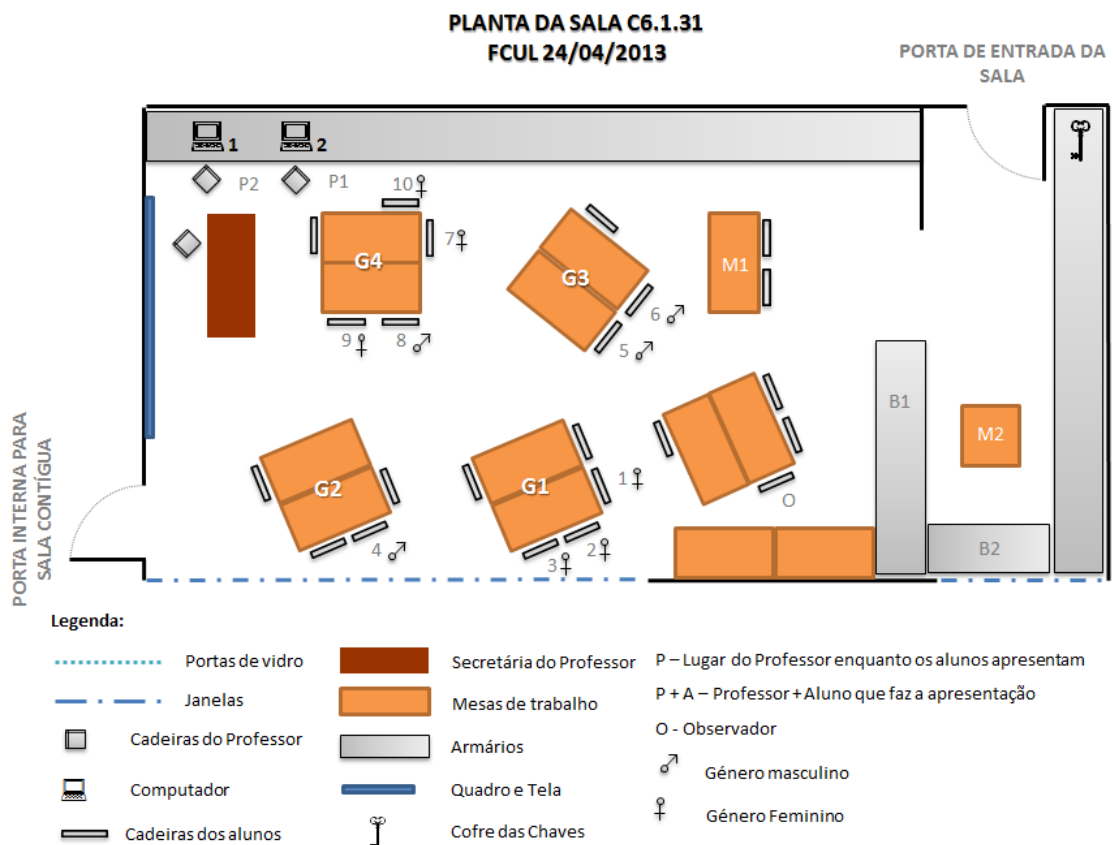 PLANTA DA SALA C6.1.31
FCUL 24/04/2013
PORTA DE ENTRADA DA
SALA
1
2
P2
P1
10
7
G4
G3
M1
6
5
9
8
B1
M2
G2
G1
1
O
4
2
3
B2
PORTA INTERNA PARA
SALA CONTÍGUA
Legenda:
Portas de vidro
Janelas
Cadeiras do Professor
Computador
Cadeiras dos alunos
Secretária do Professor
Mesas de trabalho
Armários
Quadro e Tela
Cofre das Chaves
P – Lugar do Professor enquanto os alunos apresentam
P + A – Professor + Aluno que faz a apresentação
O - Observador
Género masculino
Género Feminino